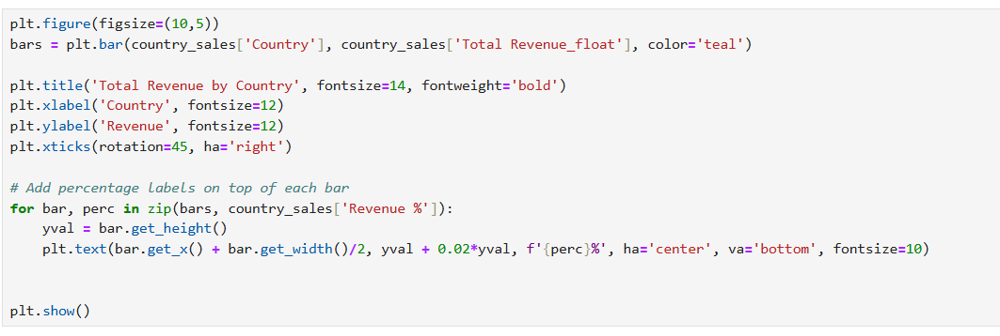 plt.figure(figsize=(10,5))
bars = plt.bar(country_sales['Country'], country_sales['Total Revenue_float'], color='teal')

plt.title('Total Revenue by Country', fontsize=14, fontweight='bold')
plt.xlabel('Country', fontsize=12)
plt.ylabel('Revenue', fontsize=12)
plt.xticks(rotation=45, ha='right')

# Add percentage labels on top of each bar
for bar, perc in zip(bars, country_sales['Revenue %']):
    yval = bar.get_height()
    plt.text(bar.get_x() + bar.get_width()/2, yval + 0.02*yval, f'{perc}%', ha='center', va='bottom', fontsize=10)


plt.show()